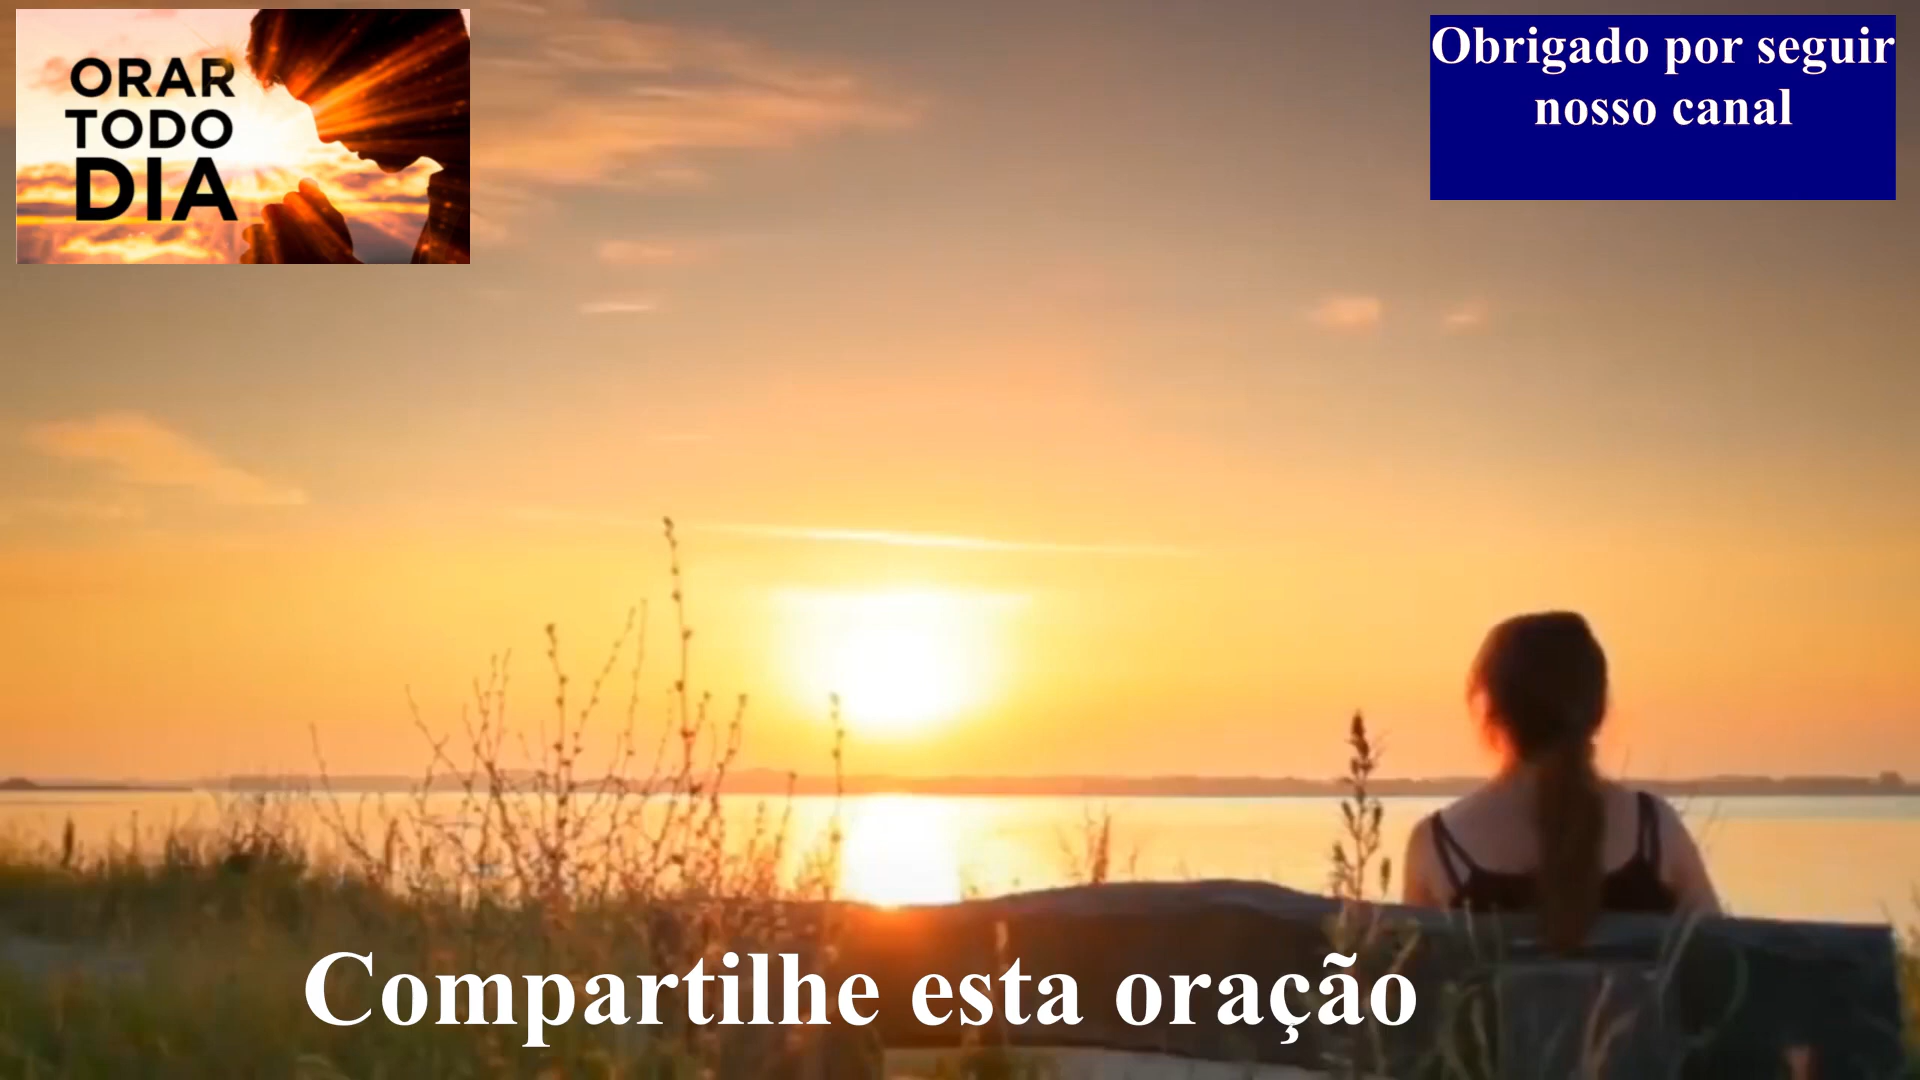 ORAR
TODO
DIA
Obrigado por seguir
nosso canal
Compartilhe esta oração